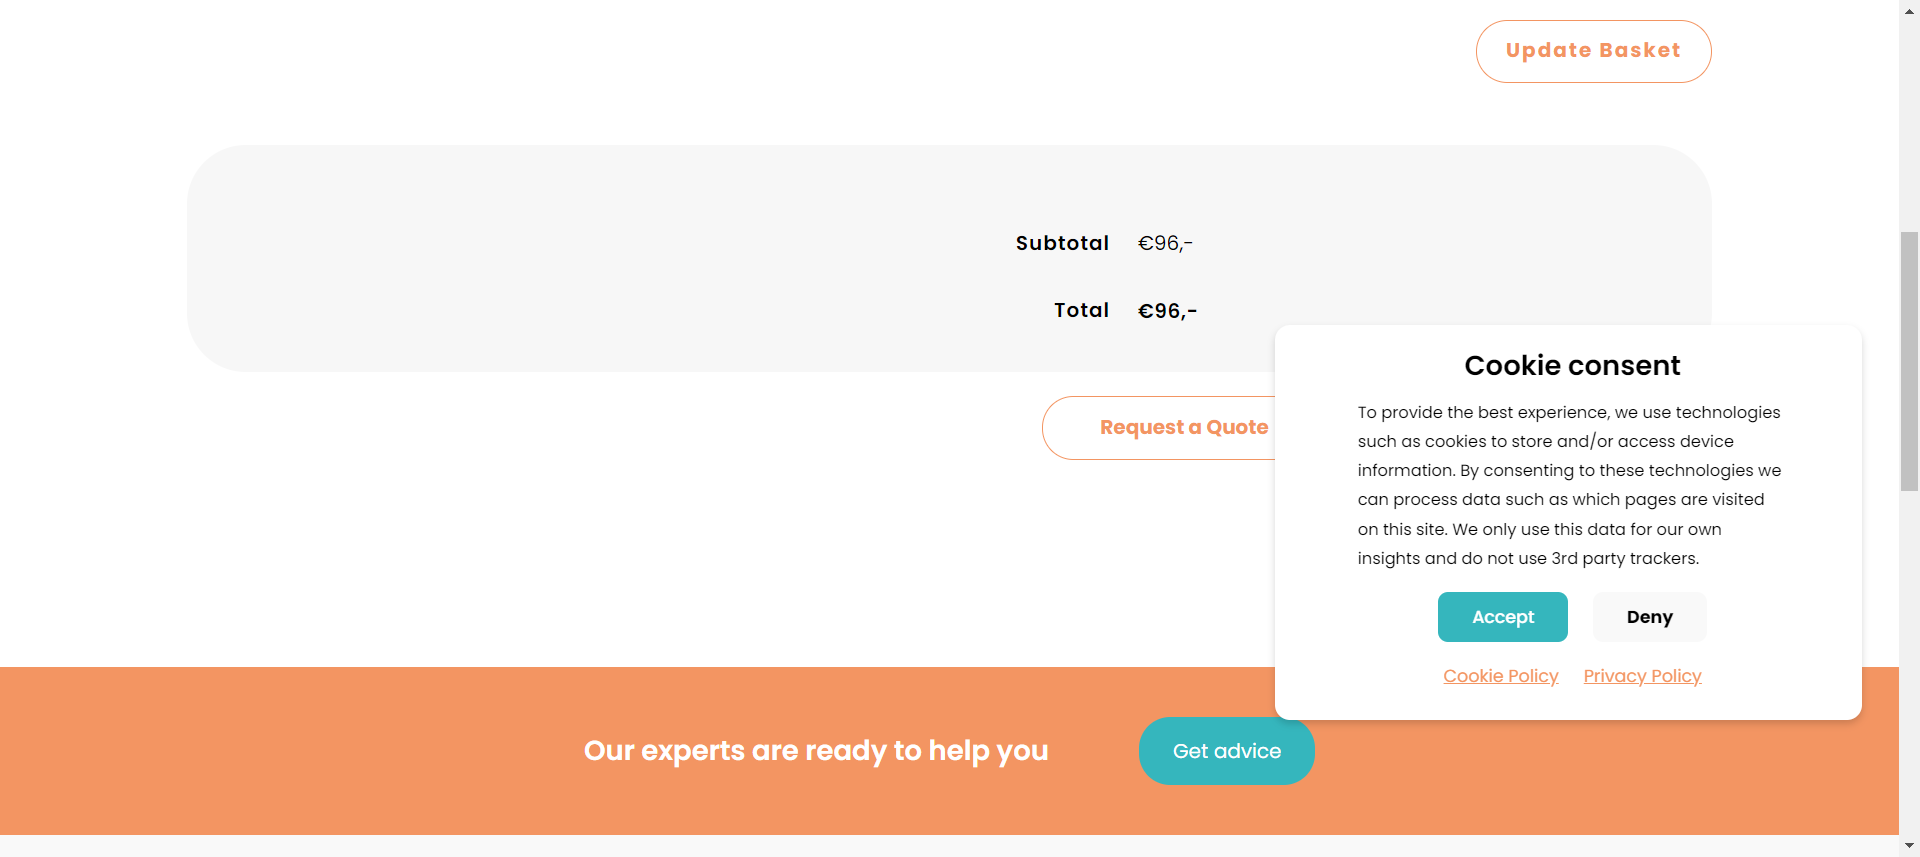 Update Basket
Subtotal €96,-
Total €96,-
Request a Quote
Cookie consent
To provide the best experience, we use technologies
such as cookies to store and/or access device
information. By consenting to these technologies we
can process data such as which pages are visited
on this site. We only use this data for our own
insights and do not use 3rd party trackers.
Accept Deny
Cookie Policy Privacy Policy
Our experts are ready to help you
Get advice